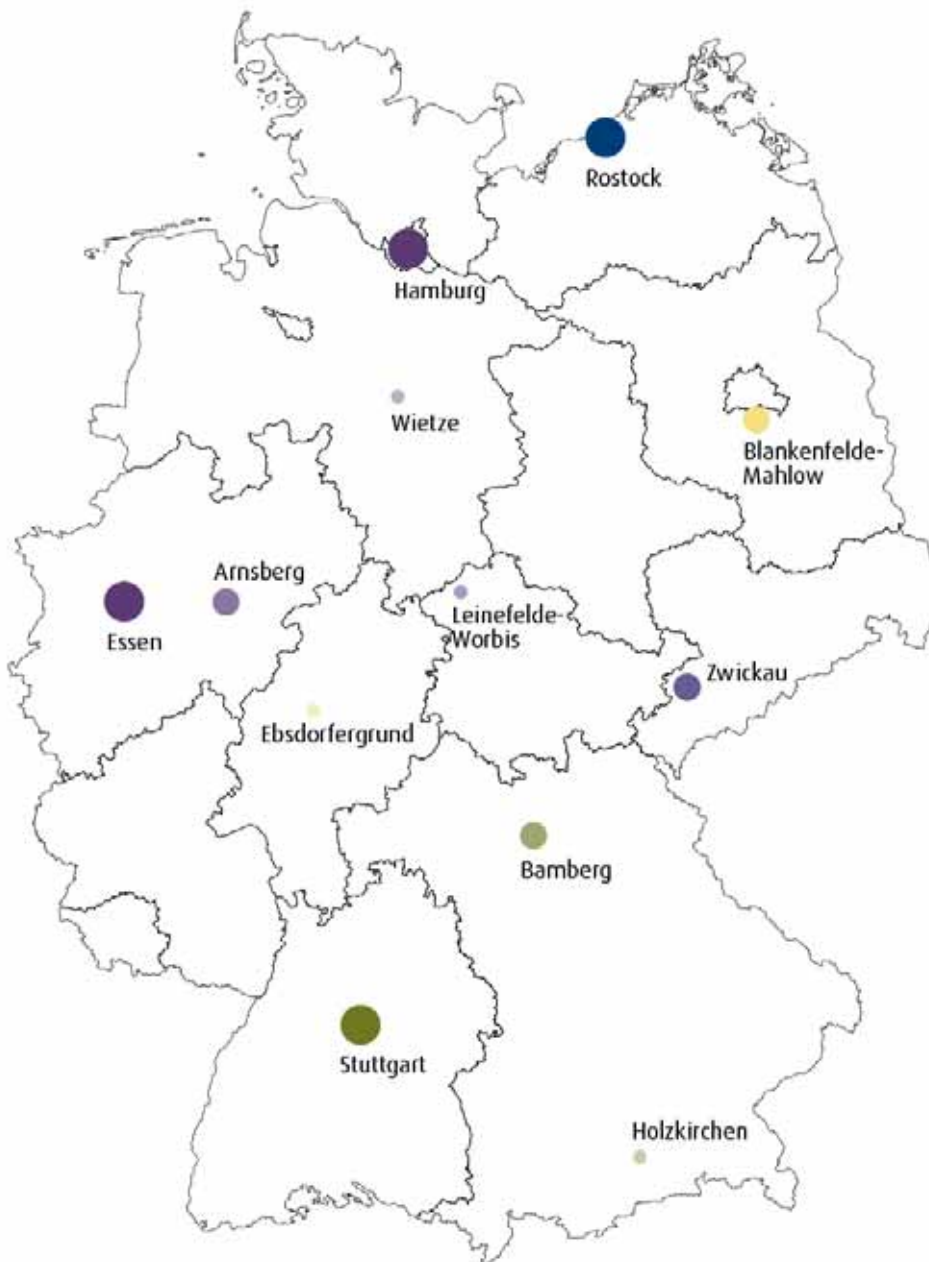 Rostock
Hamburg
Wietze
Blankenfelde-
Mahlow
Arnsberg
Essen
Leinefelde-
Worbis
Zwickau
Ebsdorfergrund
Bamberg
Stuttgart
Holzkirchen